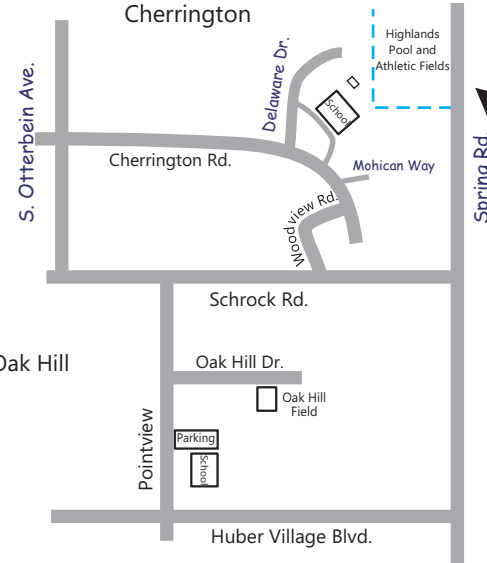 Cherrington
Highlands
Pool and
Athletic Fields
Delaware Dr.
School
S. Otterbein Ave.
Cherrington Rd.
Mohican Way
Spring Rd.
Woodview Rd.
Schrock Rd.
Oak Hill
Oak Hill Dr.
Oak Hill
Field
Pointview
Parking
School
Huber Village Blvd.